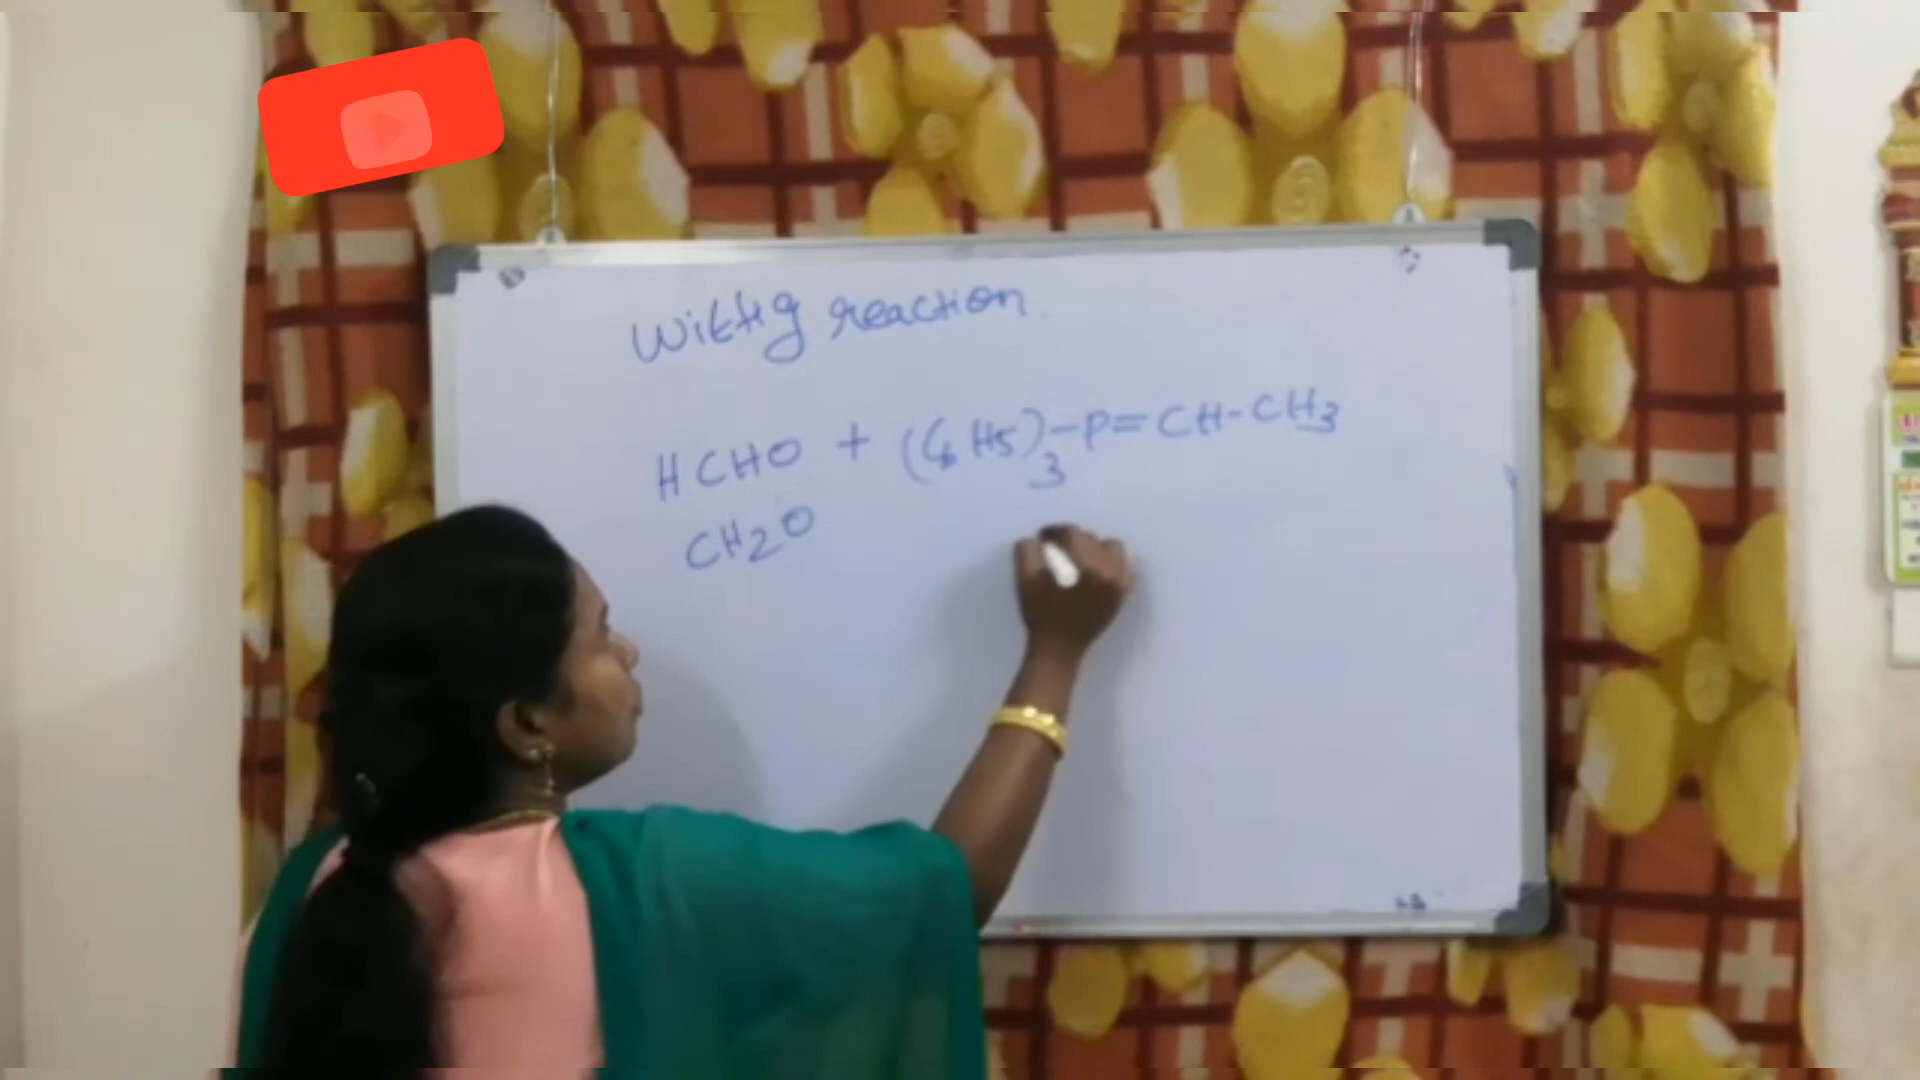 Wittig reaction.
HCHO + (C6H5)3-P=CH-CH3
CH2O